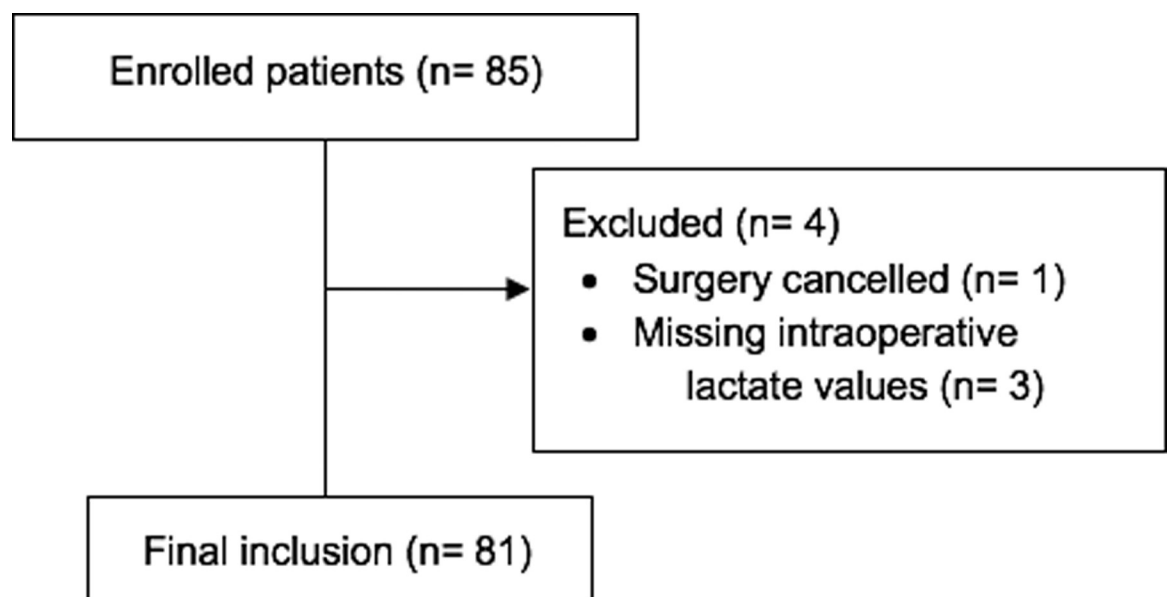 Enrolled patients (n= 85)
Excluded (n= 4)
• Surgery cancelled (n= 1)
• Missing intraoperative
lactate values (n= 3)
Final inclusion (n= 81)